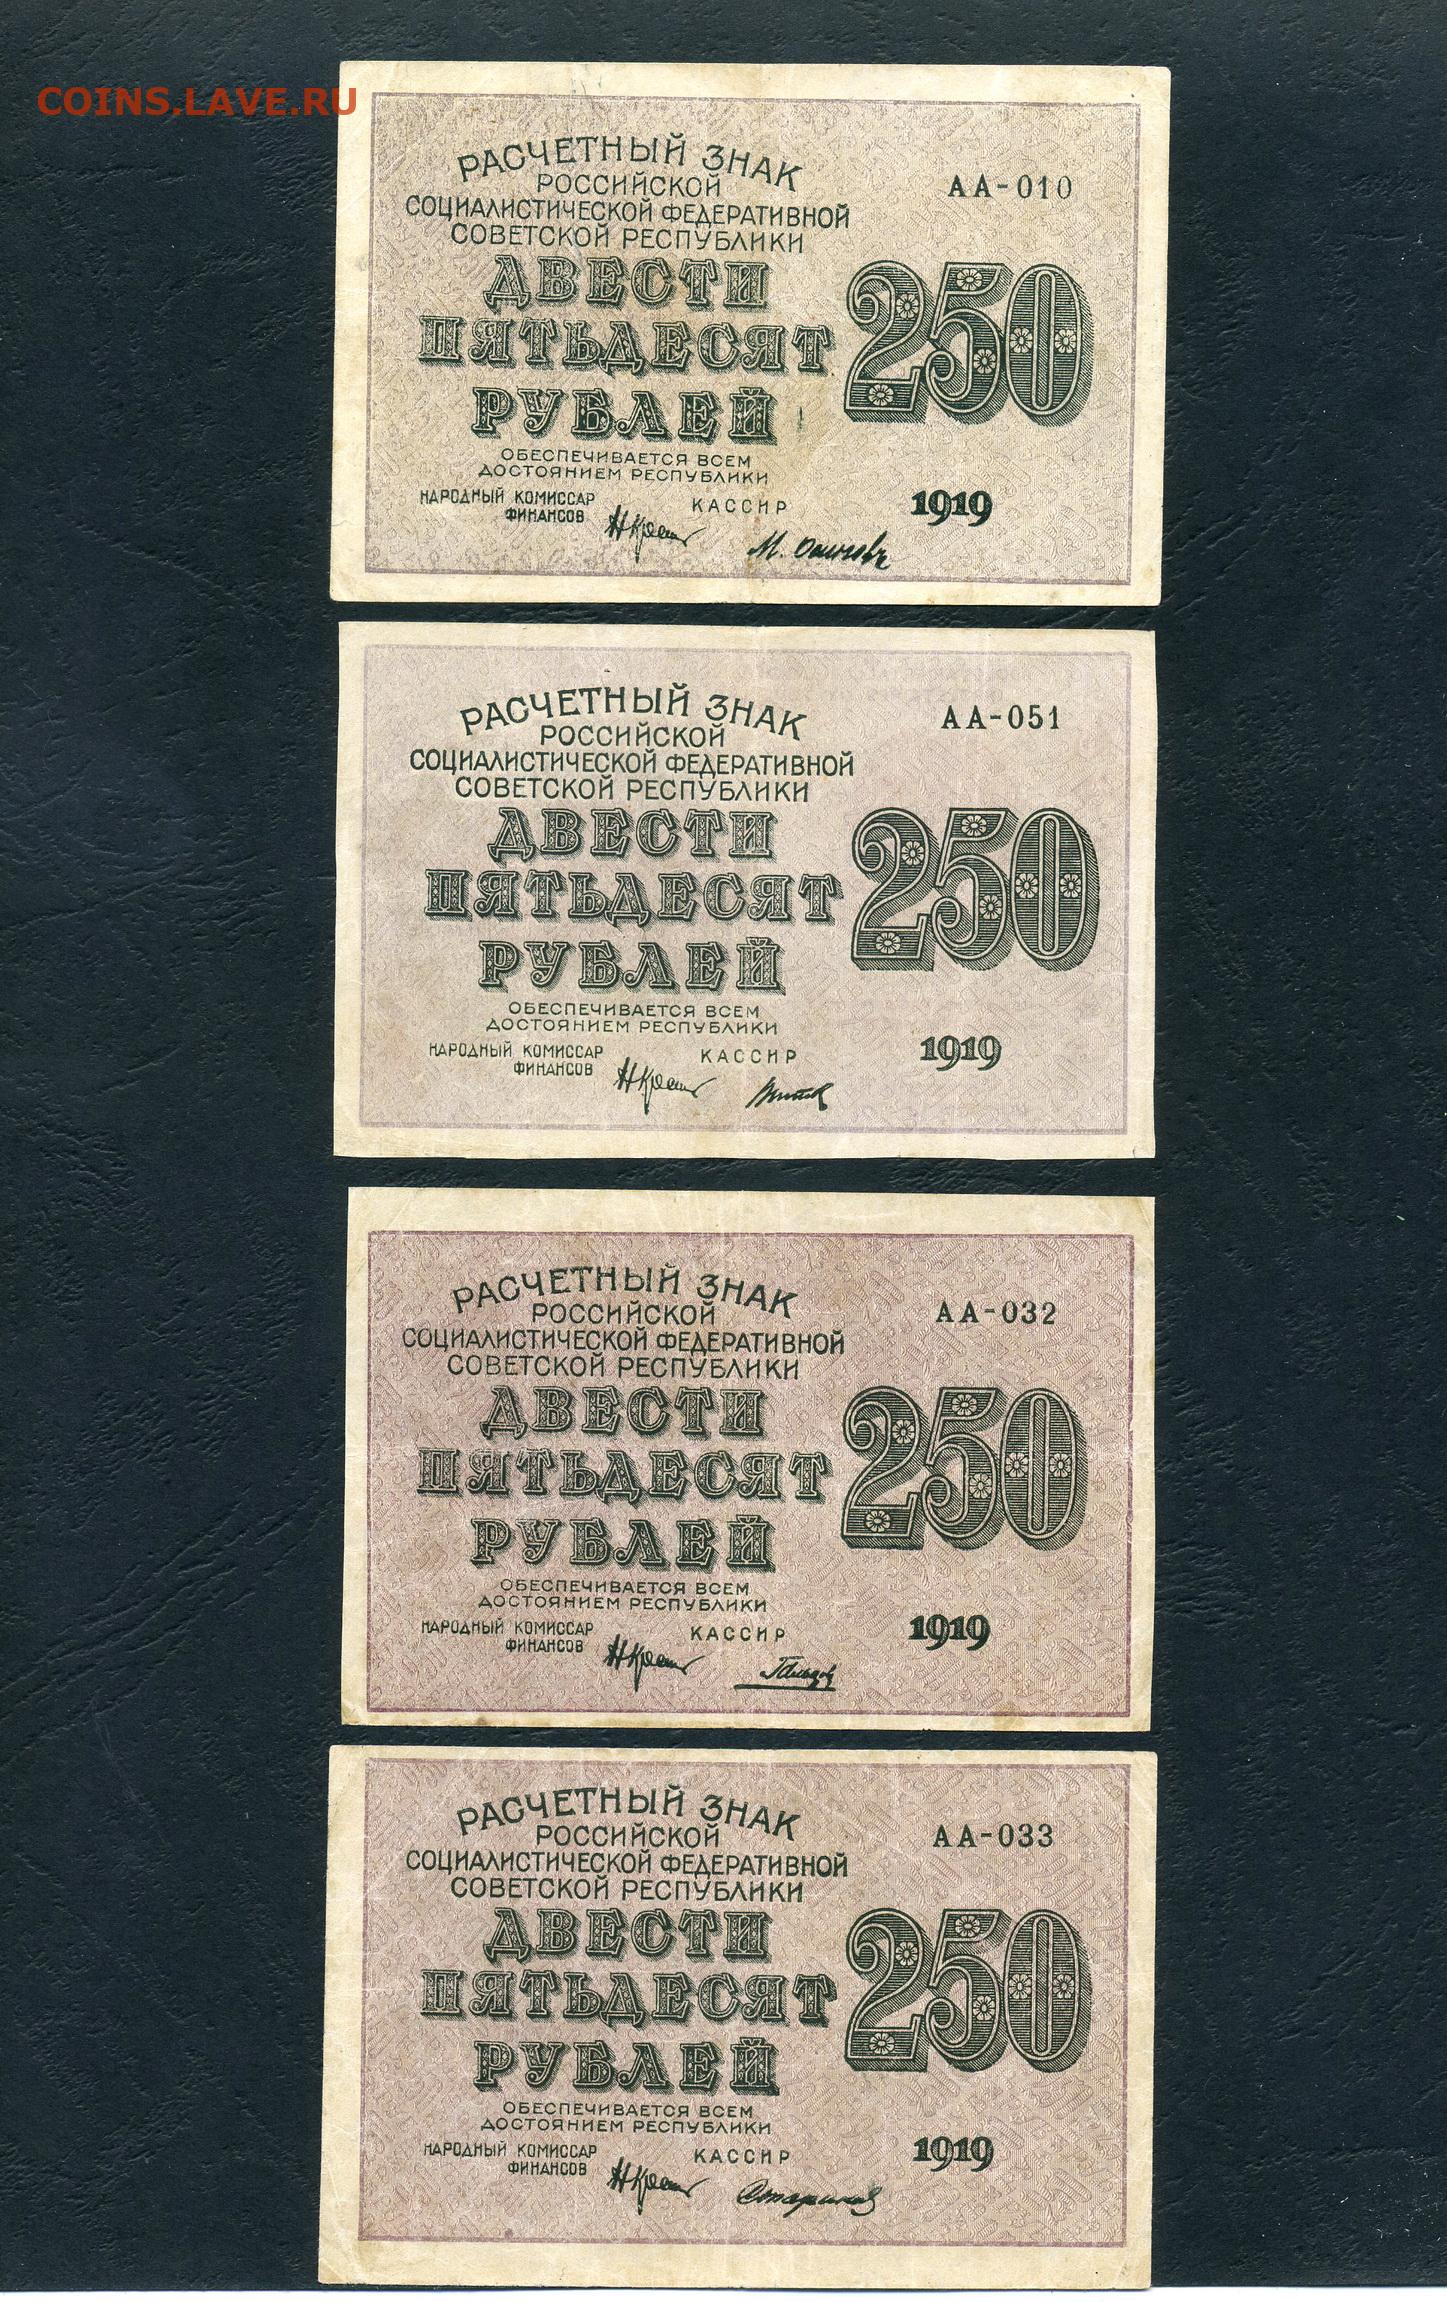 COINS.LAVE.RU
РАСЧЕТНЫЙ ЗНАК
РОССИЙСКОЙ
СОЦИАЛИСТИЧЕСКОЙ ФЕДЕРАТИВНОЙ
СОВЕТСКОЙ РЕСПУБЛИКИ
АА-010
ДВЕСТИ
ПЯТЬДЕСЯТ
РУБЛЕЙ
250
ОБЕСПЕЧИВАЕТСЯ ВСЕМ
ДОСТОЯНИЕМ РЕСПУБЛИКИ
НАРОДНЫЙ КОМИССАР
ФИНАНСОВ
КАССИР
1919
РАСЧЕТНЫЙ ЗНАК
РОССИЙСКОЙ
СОЦИАЛИСТИЧЕСКОЙ ФЕДЕРАТИВНОЙ
СОВЕТСКОЙ РЕСПУБЛИКИ
АА-051
ДВЕСТИ
ПЯТЬДЕСЯТ
РУБЛЕЙ
250
ОБЕСПЕЧИВАЕТСЯ ВСЕМ
ДОСТОЯНИЕМ РЕСПУБЛИКИ
НАРОДНЫЙ КОМИССАР
ФИНАНСОВ
КАССИР
1919
РАСЧЕТНЫЙ ЗНАК
РОССИЙСКОЙ
СОЦИАЛИСТИЧЕСКОЙ ФЕДЕРАТИВНОЙ
СОВЕТСКОЙ РЕСПУБЛИКИ
АА-032
ДВЕСТИ
ПЯТЬДЕСЯТ
РУБЛЕЙ
250
ОБЕСПЕЧИВАЕТСЯ ВСЕМ
ДОСТОЯНИЕМ РЕСПУБЛИКИ
НАРОДНЫЙ КОМИССАР
ФИНАНСОВ
КАССИР
1919
РАСЧЕТНЫЙ ЗНАК
РОССИЙСКОЙ
СОЦИАЛИСТИЧЕСКОЙ ФЕДЕРАТИВНОЙ
СОВЕТСКОЙ РЕСПУБЛИКИ
АА-033
ДВЕСТИ
ПЯТЬДЕСЯТ
РУБЛЕЙ
250
ОБЕСПЕЧИВАЕТСЯ ВСЕМ
ДОСТОЯНИЕМ РЕСПУБЛИКИ
НАРОДНЫЙ КОМИССАР
ФИНАНСОВ
КАССИР
1919